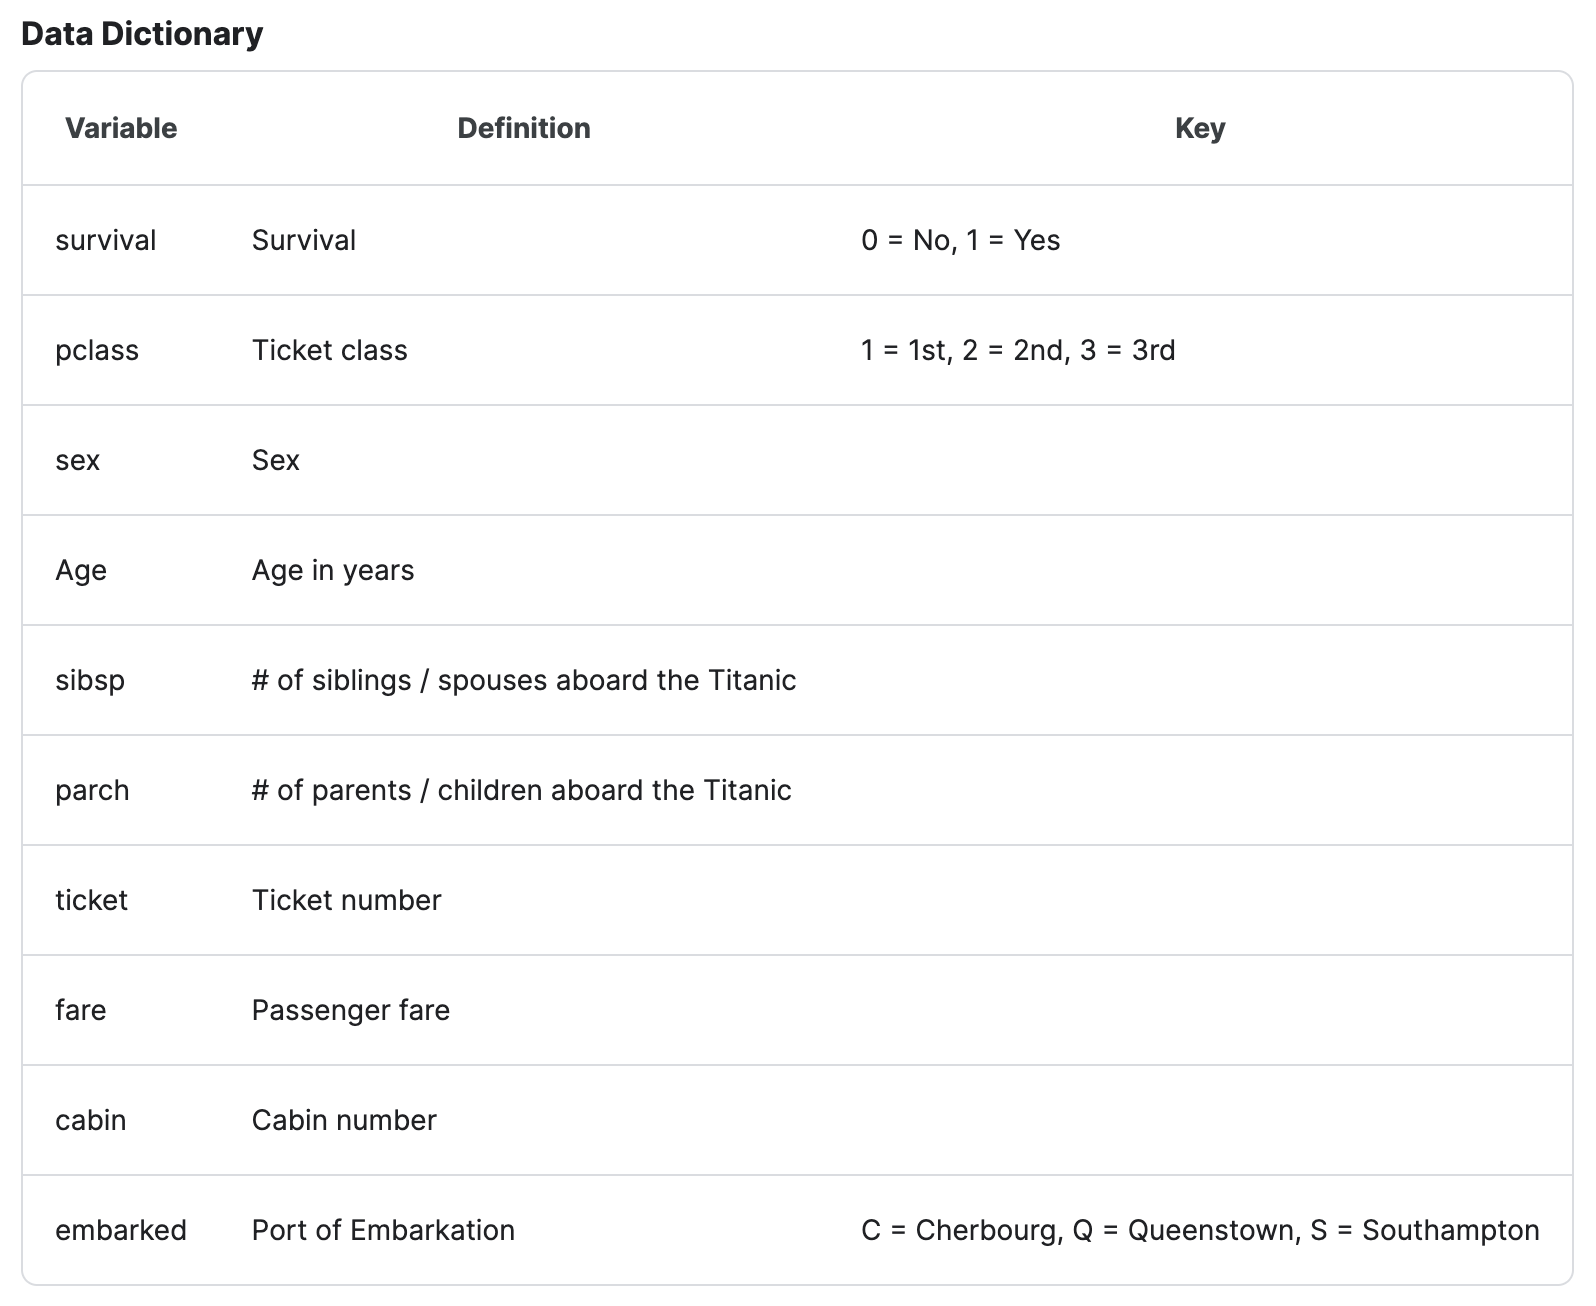 Data Dictionary
Variable Definition Key
survival Survival 0 = No, 1 = Yes
pclass Ticket class 1 = 1st, 2 = 2nd, 3 = 3rd
sex Sex
Age Age in years
sibsp # of siblings / spouses aboard the Titanic
parch # of parents / children aboard the Titanic
ticket Ticket number
fare Passenger fare
cabin Cabin number
embarked Port of Embarkation C = Cherbourg, Q = Queenstown, S = Southampton